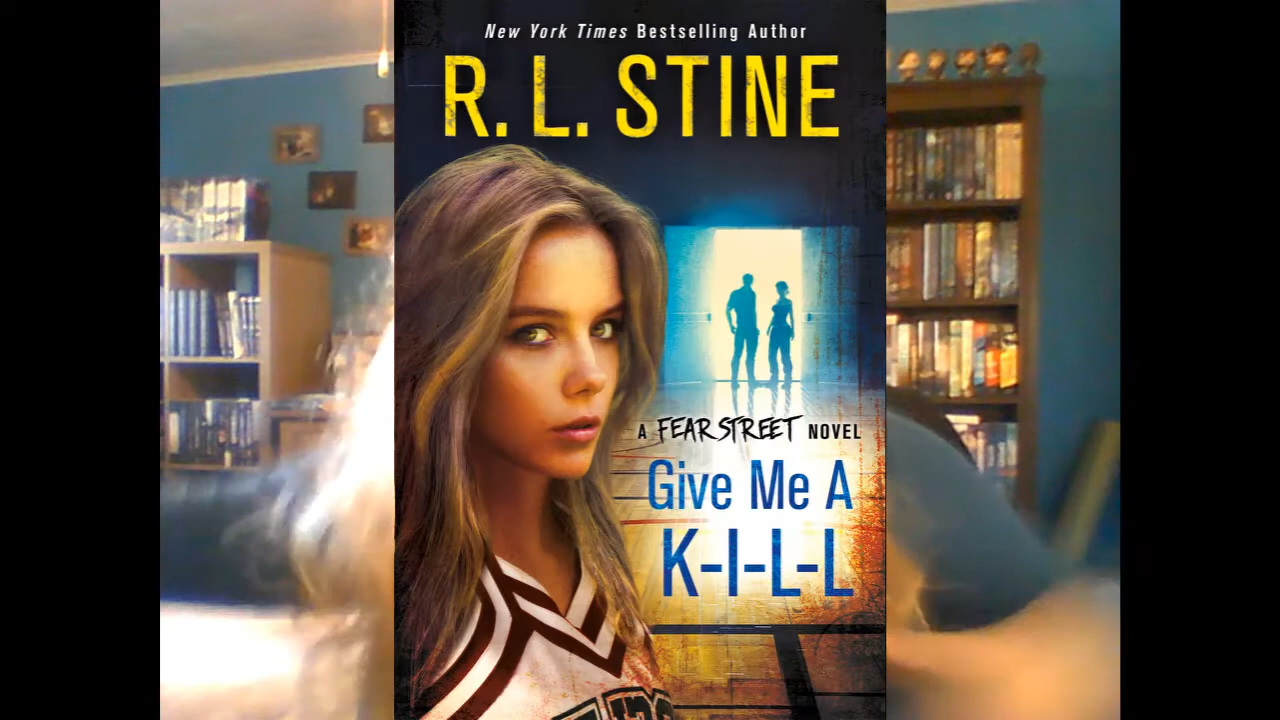 New York Times Bestselling Author
R. L. STINE
A FEAR STREET NOVEL
Give Me A
K-I-L-L